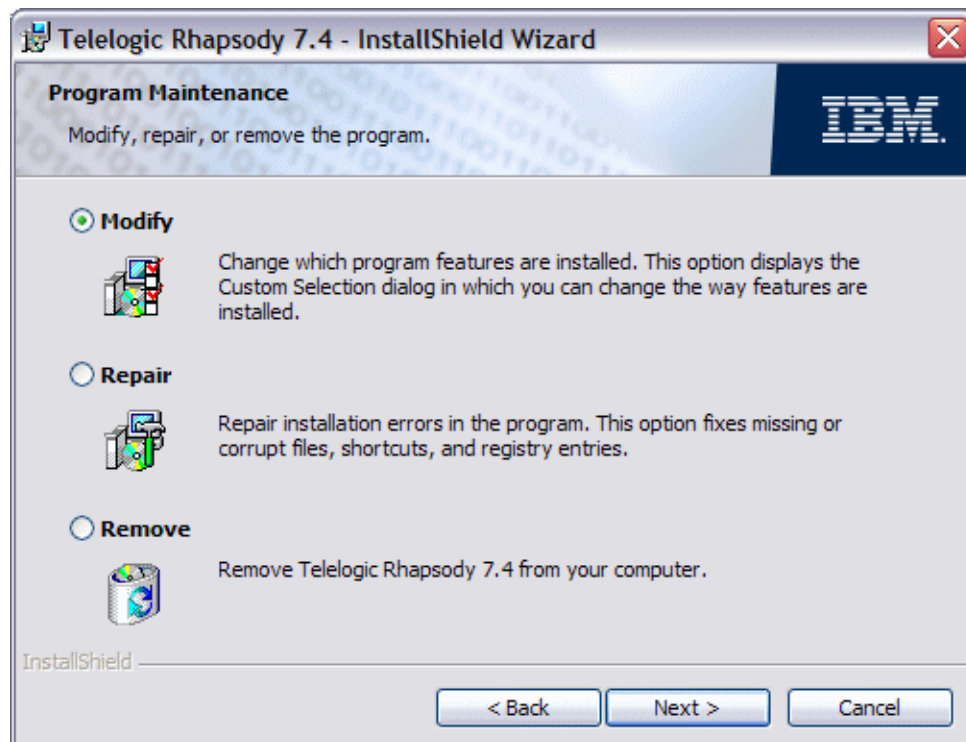 Telelogic Rhapsody 7.4 - InstallShield Wizard
Program Maintenance
Modify, repair, or remove the program.
IBM.
Modify
Change which program features are installed. This option displays the
Custom Selection dialog in which you can change the way features are
installed.
Repair
Repair installation errors in the program. This option fixes missing or
corrupt files, shortcuts, and registry entries.
Remove
Remove Telelogic Rhapsody 7.4 from your computer.
InstallShield
< Back
Next >
Cancel